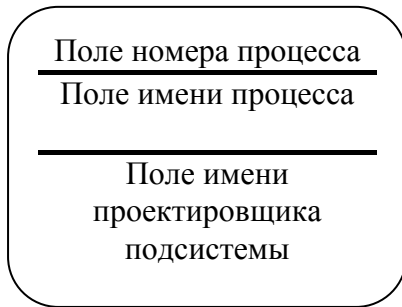 Поле номера процесса
Поле имени процесса
Поле имени
проектировщика
подсистемы